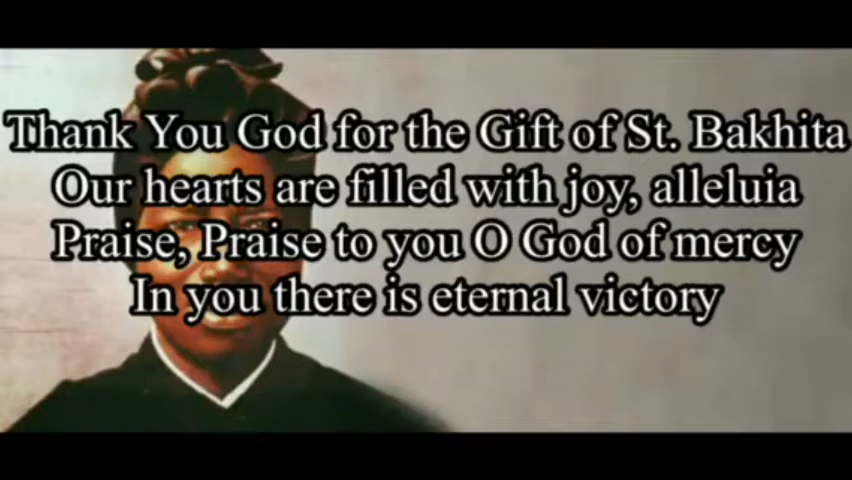 Thank You God for the Gift of St. Bakhita
Our hearts are filled with joy, alleluia
Praise, Praise to you O God of mercy
In you there is eternal victory